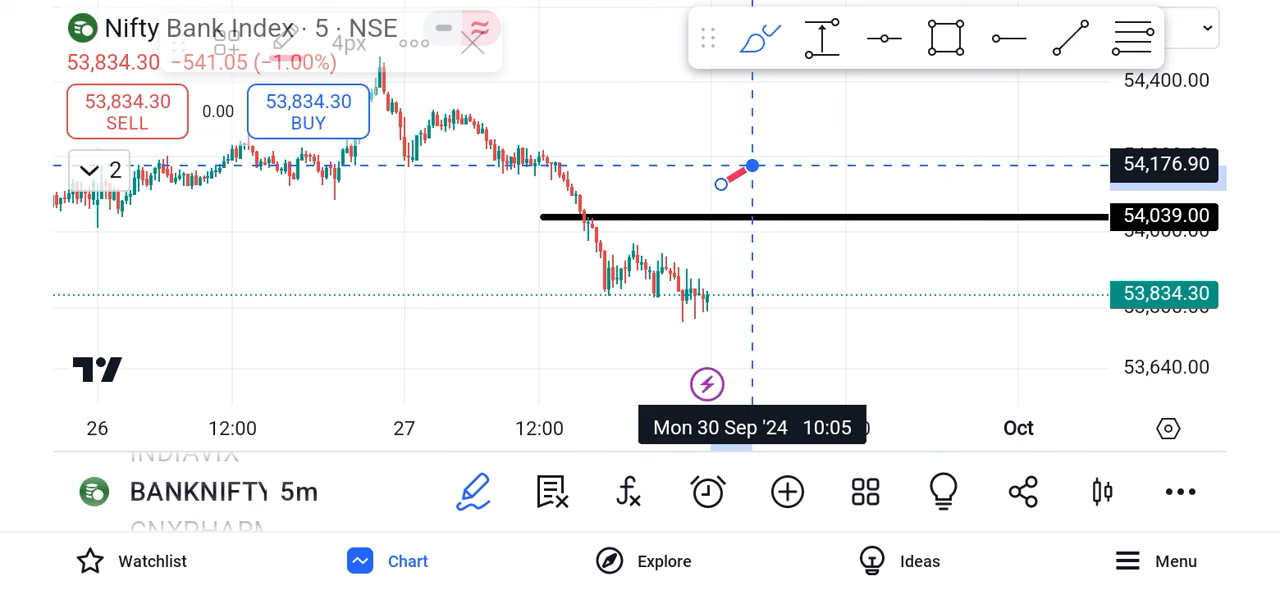 Nifty Bank Index · 5 · NSE
4px
53,834.30 −541.05 (−1.00%)
53,834.30
SELL
0.00
53,834.30
BUY
2
54,400.00
54,176.90
54,039.00
53,834.30
53,640.00
26
12:00
27
12:00
Mon 30 Sep '24 10:05
Oct
INDIAVIX
BANKNIFTY 5m
CNXPHARM
Watchlist
Chart
Explore
Ideas
Menu